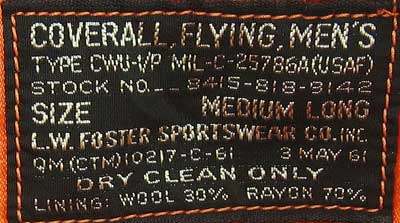 COVERALL, FLYING, MEN'S
TYPE CWU-1/P MIL-C-25786A(USAF)
STOCK NO.__8415-818-9142
SIZE MEDIUM LONG
L.W. FOSTER SPORTSWEAR CO. INC
QM (CTM)10217-C-61 3 MAY 61
DRY CLEAN ONLY
LINING: WOOL 30% RAYON 70%